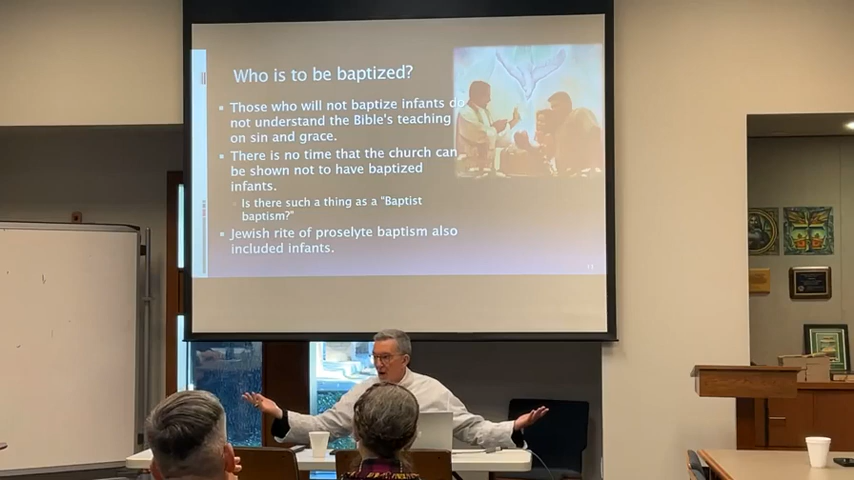 Who is to be baptized?
Those who will not baptize infants do
not understand the Bible's teaching
on sin and grace.
There is no time that the church can
be shown not to have baptized
infants.
Is there such a thing as a "Baptist
baptism?"
Jewish rite of proselyte baptism also
included infants.